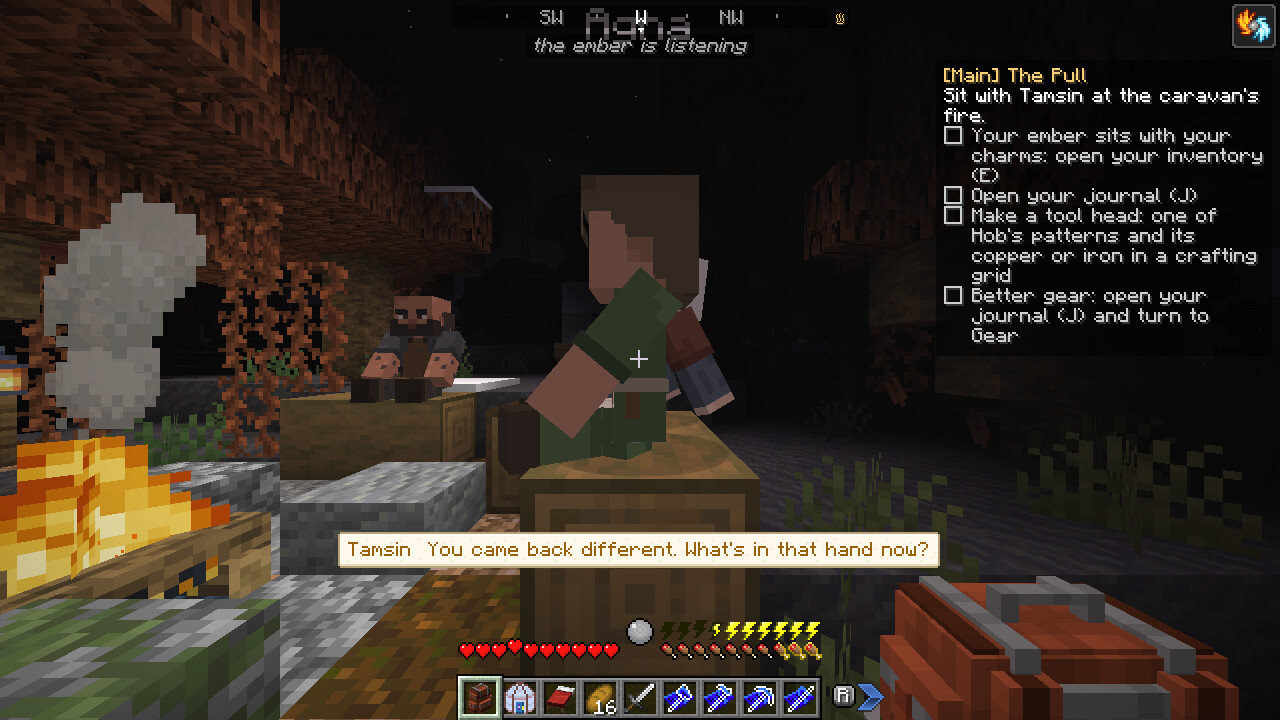 SW W NW
Agna
the ember is listening
[Main] The Pull
Sit with Tamsin at the caravan's
fire.
Your ember sits with your
charms: open your inventory
(E)
Open your journal (J)
Make a tool head: one of
Hob's patterns and its
copper or iron in a crafting
grid
Better gear: open your
journal (J) and turn to
Gear
Tamsin You came back different. What's in that hand now?
16
R